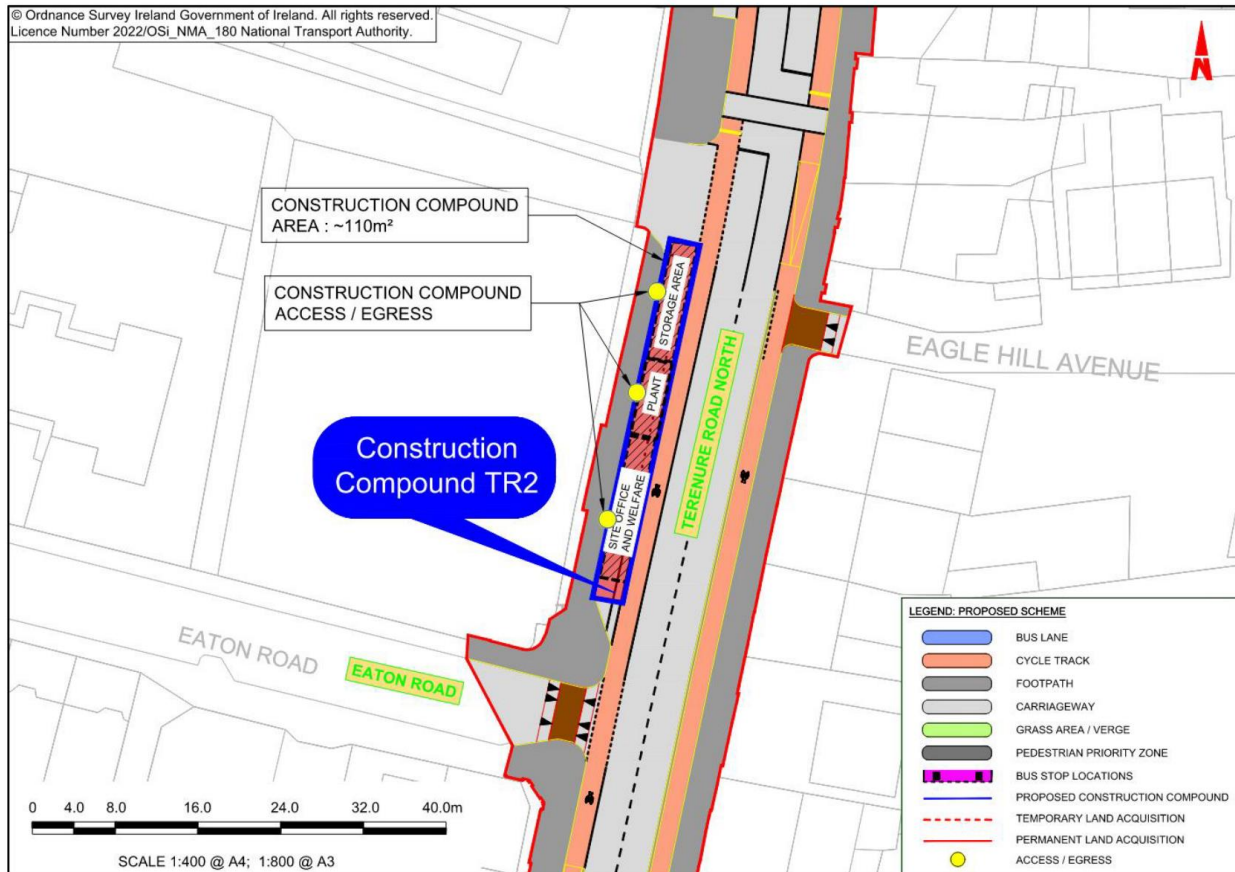 © Ordnance Survey Ireland Government of Ireland. All rights reserved.
Licence Number 2022/OSi_NMA_180 National Transport Authority.
N
CONSTRUCTION COMPOUND
AREA : ~110m²
CONSTRUCTION COMPOUND
ACCESS / EGRESS
STORAGE AREA
PLANT
SITE OFFICE
AND WELFARE
TERENURE ROAD NORTH
EAGLE HILL AVENUE
Construction
Compound TR2
EATON ROAD
EATON ROAD
0 4.0 8.0 16.0 24.0 32.0 40.0m
SCALE 1:400 @ A4; 1:800 @ A3
LEGEND: PROPOSED SCHEME
BUS LANE
CYCLE TRACK
FOOTPATH
CARRIAGEWAY
GRASS AREA / VERGE
PEDESTRIAN PRIORITY ZONE
BUS STOP LOCATIONS
PROPOSED CONSTRUCTION COMPOUND
TEMPORARY LAND ACQUISITION
PERMANENT LAND ACQUISITION
ACCESS / EGRESS